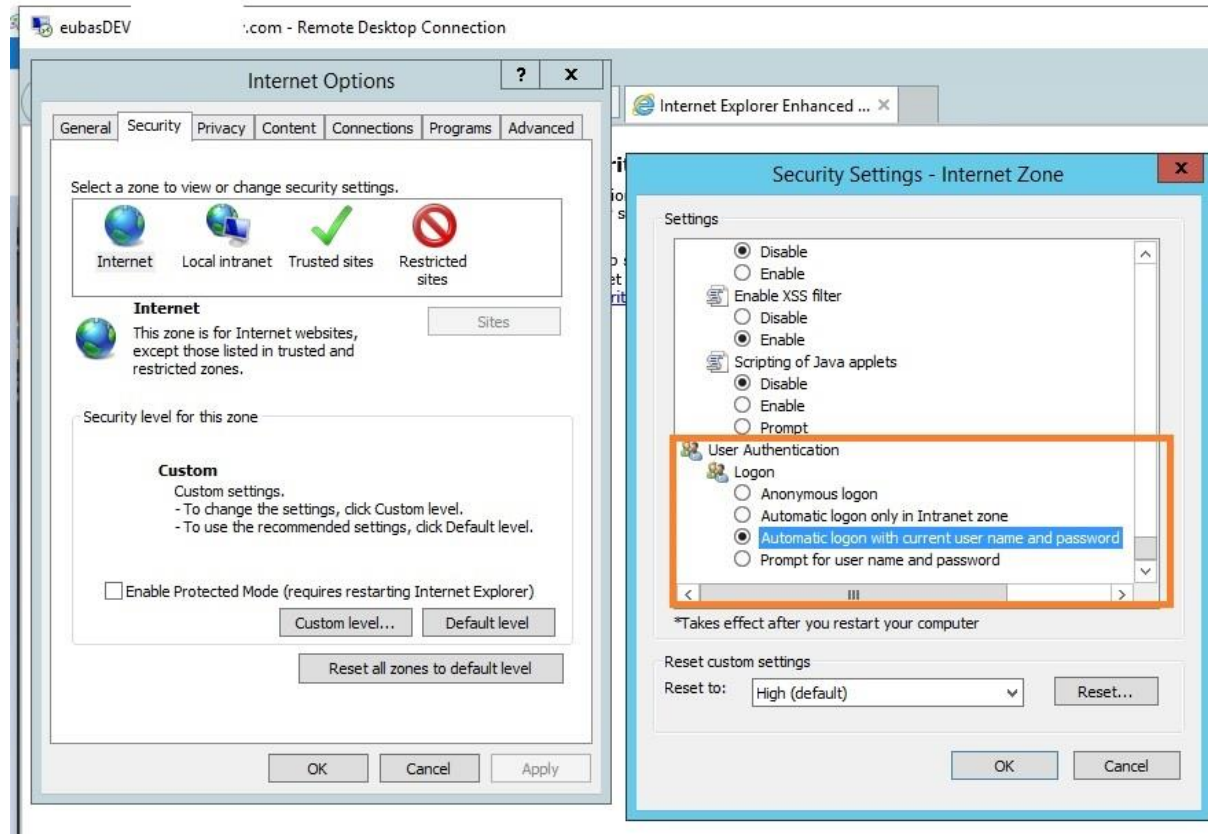 eubasDEV
.com - Remote Desktop Connection
Internet Options
? X
General Security Privacy Content Connections Programs Advanced
Select a zone to view or change security settings.
Internet Local intranet Trusted sites Restricted
sites
Internet
This zone is for Internet websites,
except those listed in trusted and
restricted zones.
Sites
Security level for this zone
Custom
Custom settings.
- To change the settings, click Custom level.
- To use the recommended settings, click Default level.
Enable Protected Mode (requires restarting Internet Explorer)
Custom level... Default level
Reset all zones to default level
OK Cancel Apply
Internet Explorer Enhanced ...
Security Settings - Internet Zone
x
Settings
Disable
Enable
Enable XSS filter
Disable
Enable
Scripting of Java applets
Disable
Enable
Prompt
User Authentication
Logon
Anonymous logon
Automatic logon only in Intranet zone
Automatic logon with current user name and password
Prompt for user name and password
*Takes effect after you restart your computer
Reset custom settings
Reset to: High (default) Reset...
OK Cancel